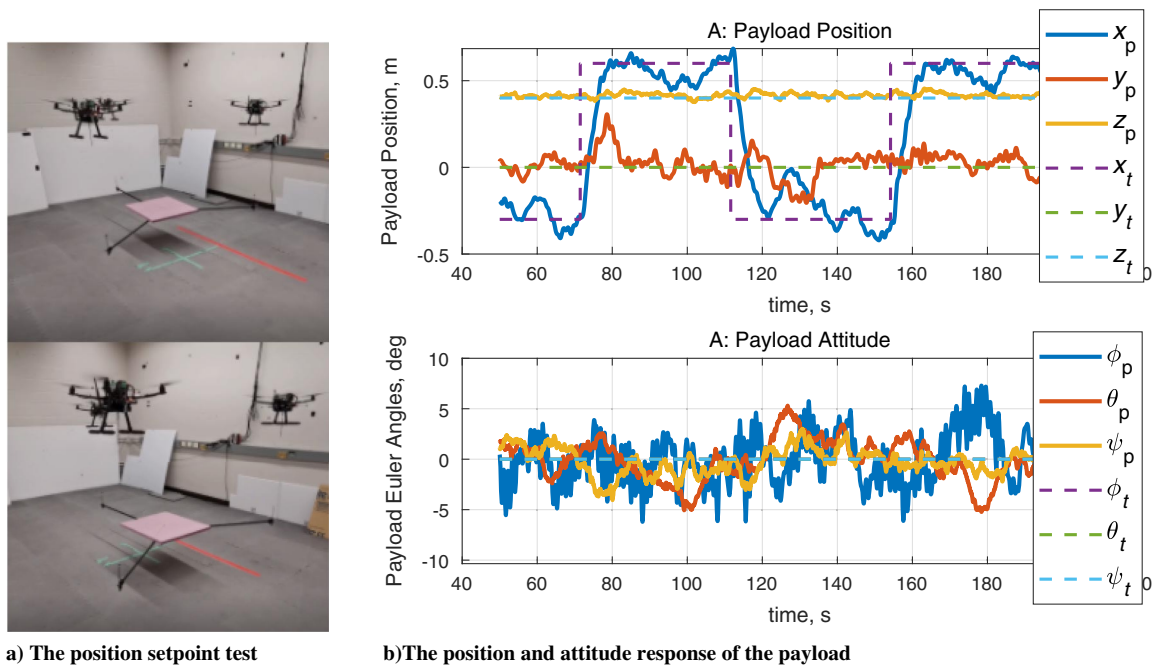 A: Payload Position
Payload Position, m
0.5
0
-0.5
40 60 80 100 120 140 160 180 0
time, s
x_p
y_p
z_p
x_t
y_t
z_t
A: Payload Attitude
Payload Euler Angles, deg
10
5
0
-5
-10
40 60 80 100 120 140 160 180 0
time, s
ϕ_p
θ_p
ψ_p
ϕ_t
θ_t
ψ_t
a) The position setpoint test
b)The position and attitude response of the payload